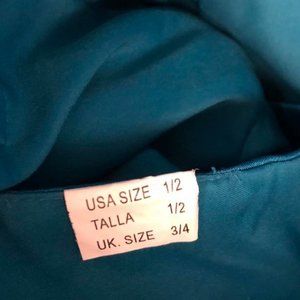 USA SIZE 1/2
TALLA 1/2
UK. SIZE 3/4